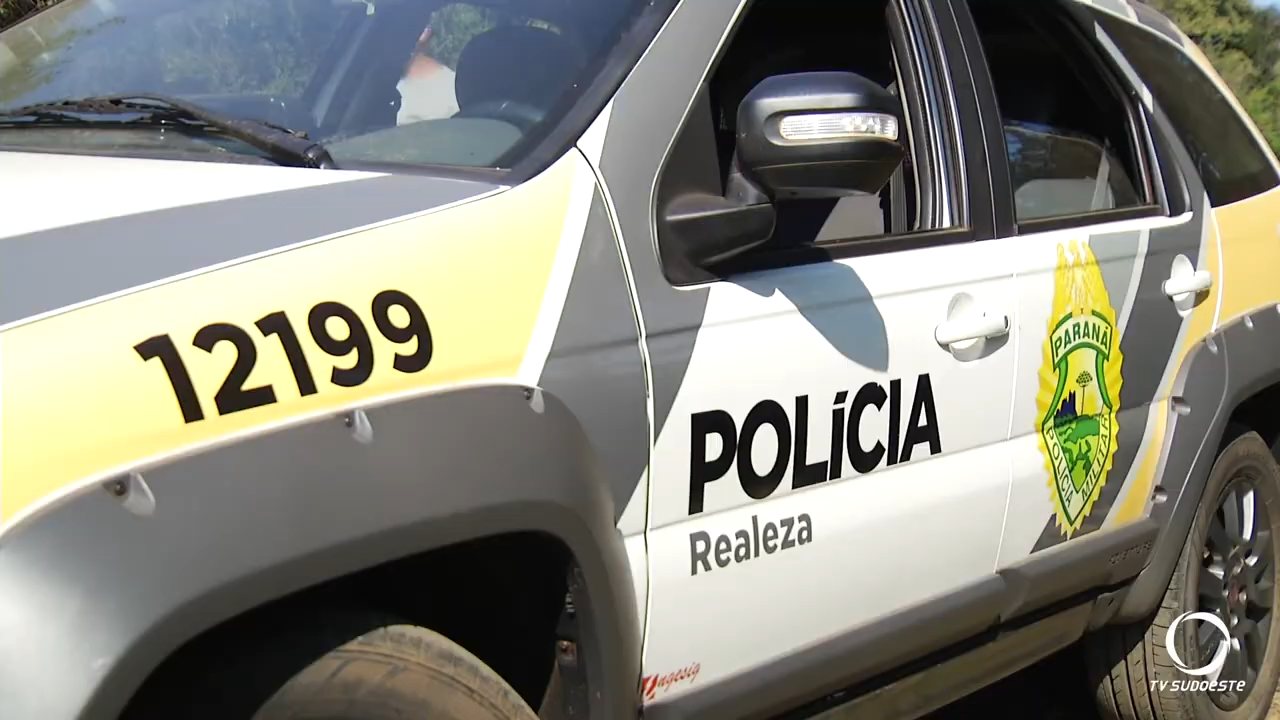 12199
POLÍCIA
Realeza
PARANÁ
POLÍCIA MILITAR
TV SUDOESTE